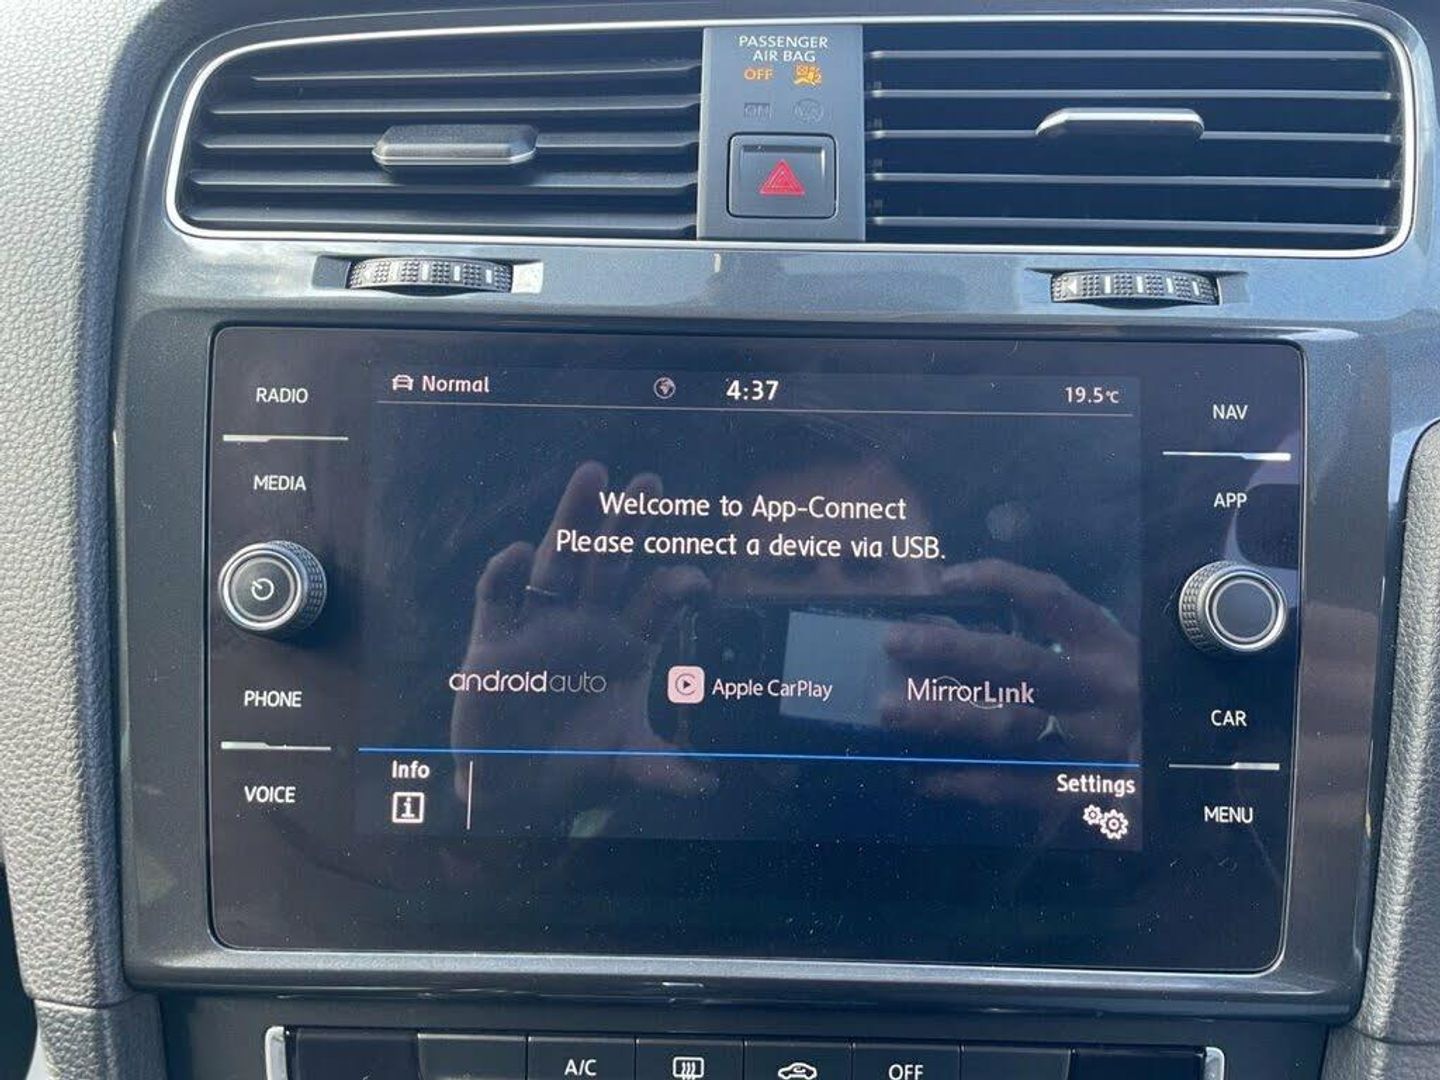 PASSENGER
AIR BAG
OFF
ON
RADIO
MEDIA
PHONE
VOICE
Normal
4:37
19.5°C
Welcome to App-Connect
Please connect a device via USB.
androidauto
Apple CarPlay
MirrorLink
Info
Settings
NAV
APP
CAR
MENU
A/C
OFF